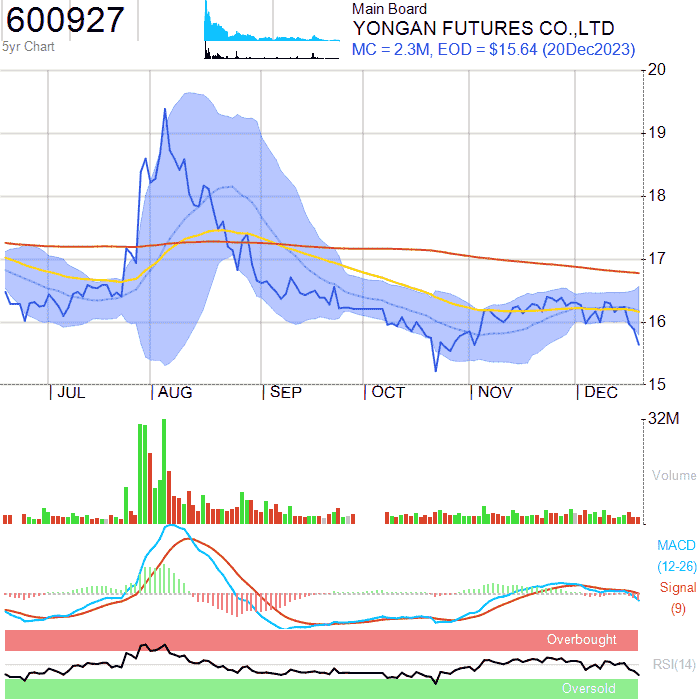 600927
5yr Chart
Main Board
YONGAN FUTURES CO.,LTD
MC = 2.3M, EOD = $15.64 (20Dec2023)
20
19
18
17
16
15
JUL AUG SEP OCT NOV DEC
32M
Volume
MACD
(12-26)
Signal
(9)
Overbought
RSI(14)
Oversold